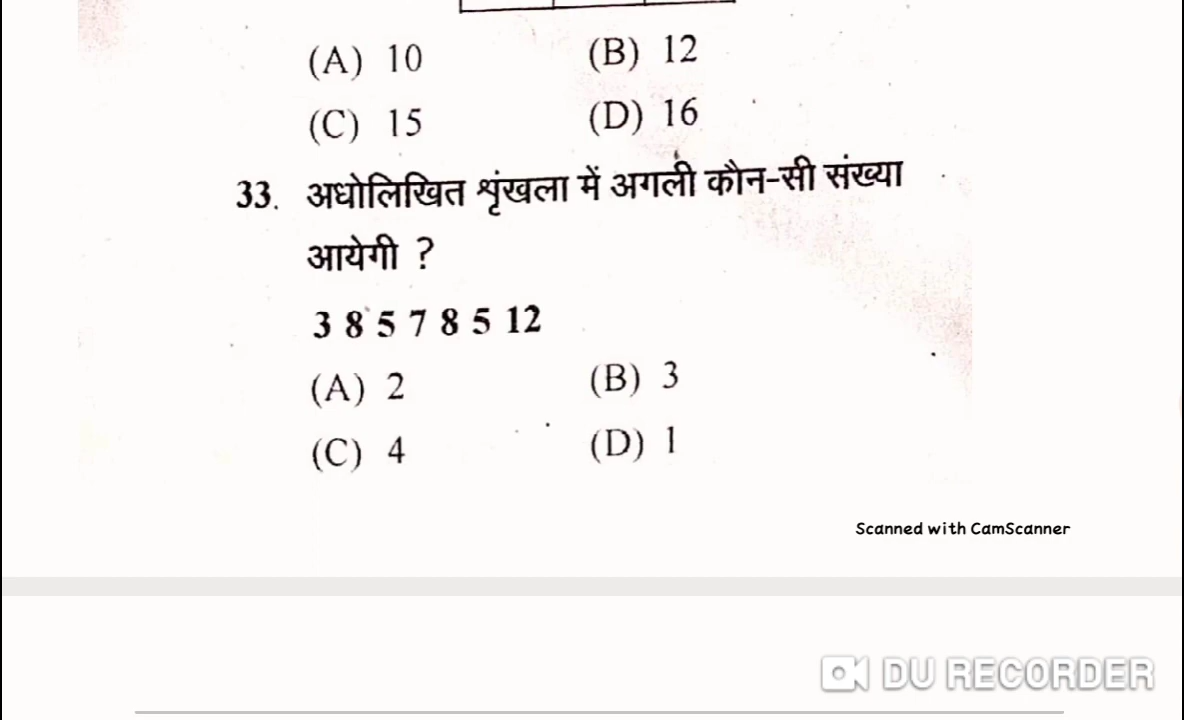 (A) 10 (B) 12
(C) 15 (D) 16
33. अधोलिखित शृंखला में अगली कौन-सी संख्या
आयेगी ?
3 8 5 7 8 5 12
(A) 2 (B) 3
(C) 4 (D) 1
Scanned with CamScanner
DU RECORDER